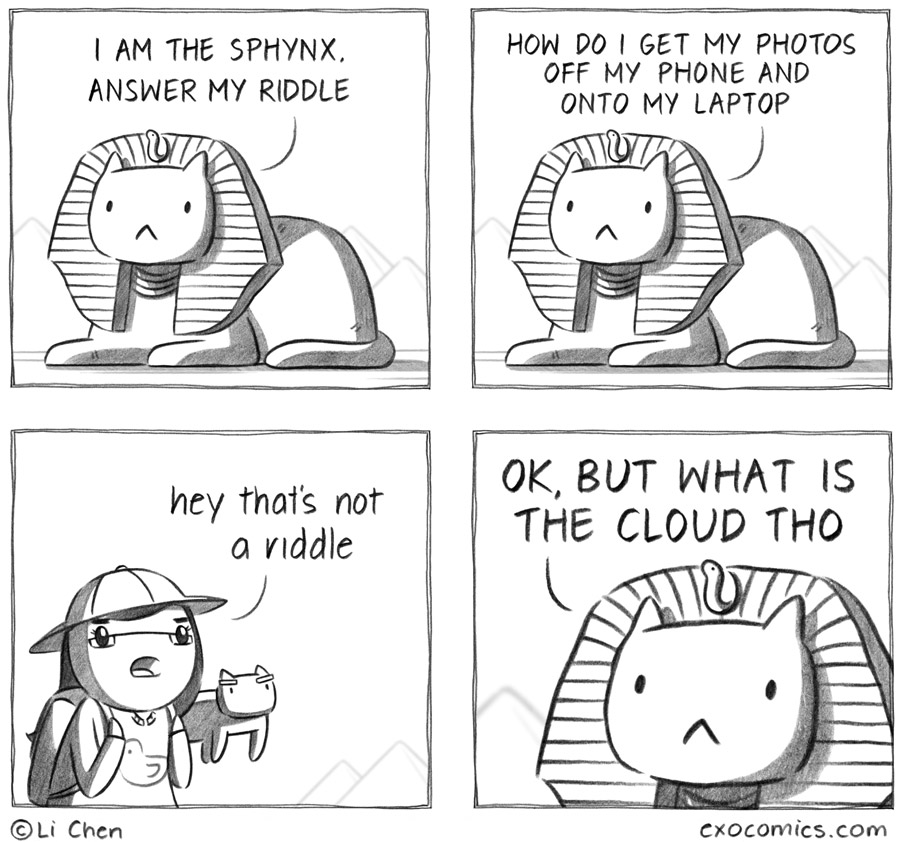 I AM THE SPHYNX.
ANSWER MY RIDDLE
HOW DO I GET MY PHOTOS
OFF MY PHONE AND
ONTO MY LAPTOP
hey that's not
a riddle
OK, BUT WHAT IS
THE CLOUD THO
© Li Chen
exocomics.com